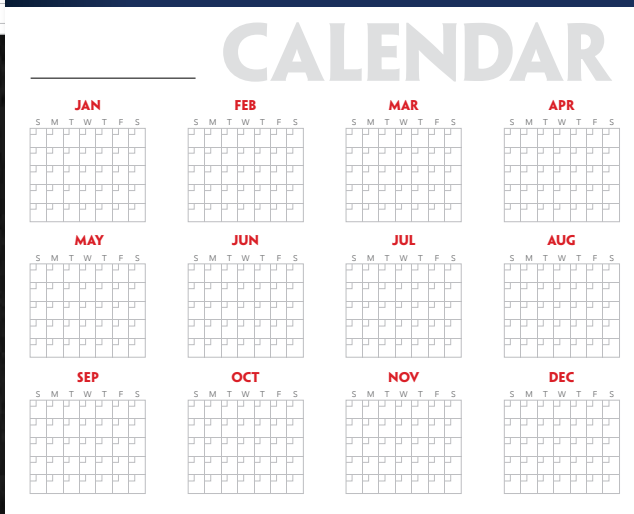 CALENDAR
JAN FEB MAR APR
S M T W T F S S M T W T F S S M T W T F S S M T W T F S
MAY JUN JUL AUG
S M T W T F S S M T W T F S S M T W T F S S M T W T F S
SEP OCT NOV DEC
S M T W T F S S M T W T F S S M T W T F S S M T W T F S